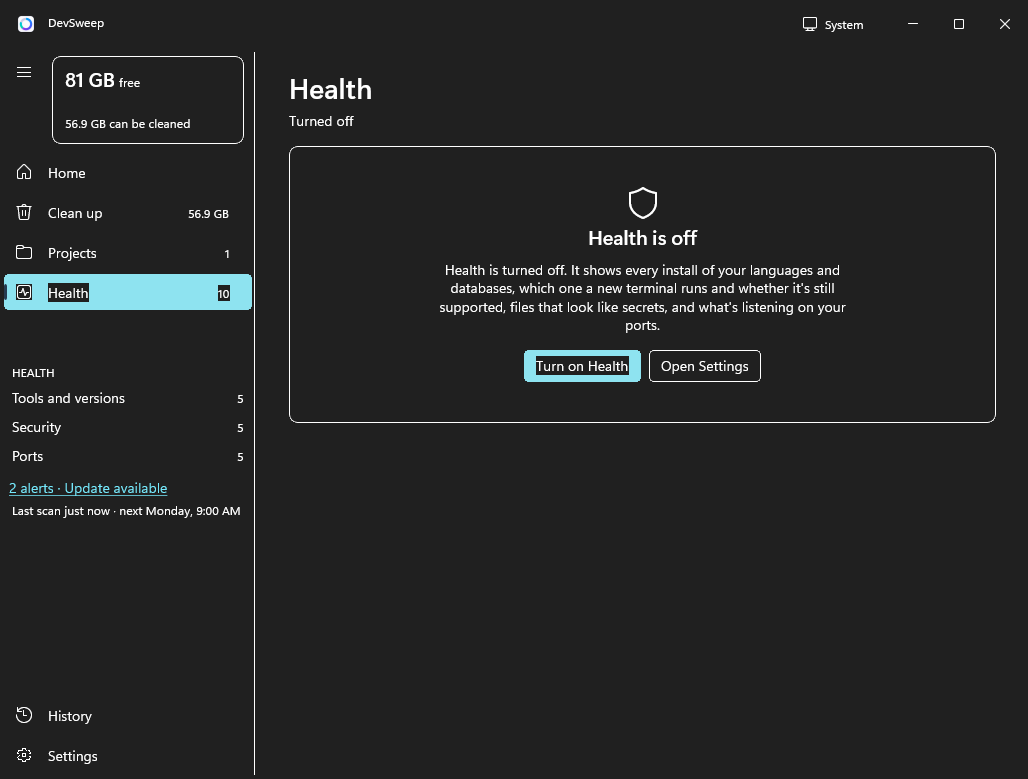 DevSweep
System
81 GB free
56.9 GB can be cleaned
Home
Clean up 56.9 GB
Projects 1
Health 10
HEALTH
Tools and versions 5
Security 5
Ports 5
2 alerts · Update available
Last scan just now · next Monday, 9:00 AM
History
Settings
Health
Turned off
Health is off
Health is turned off. It shows every install of your languages and
databases, which one a new terminal runs and whether it's still
supported, files that look like secrets, and what's listening on your
ports.
Turn on Health
Open Settings